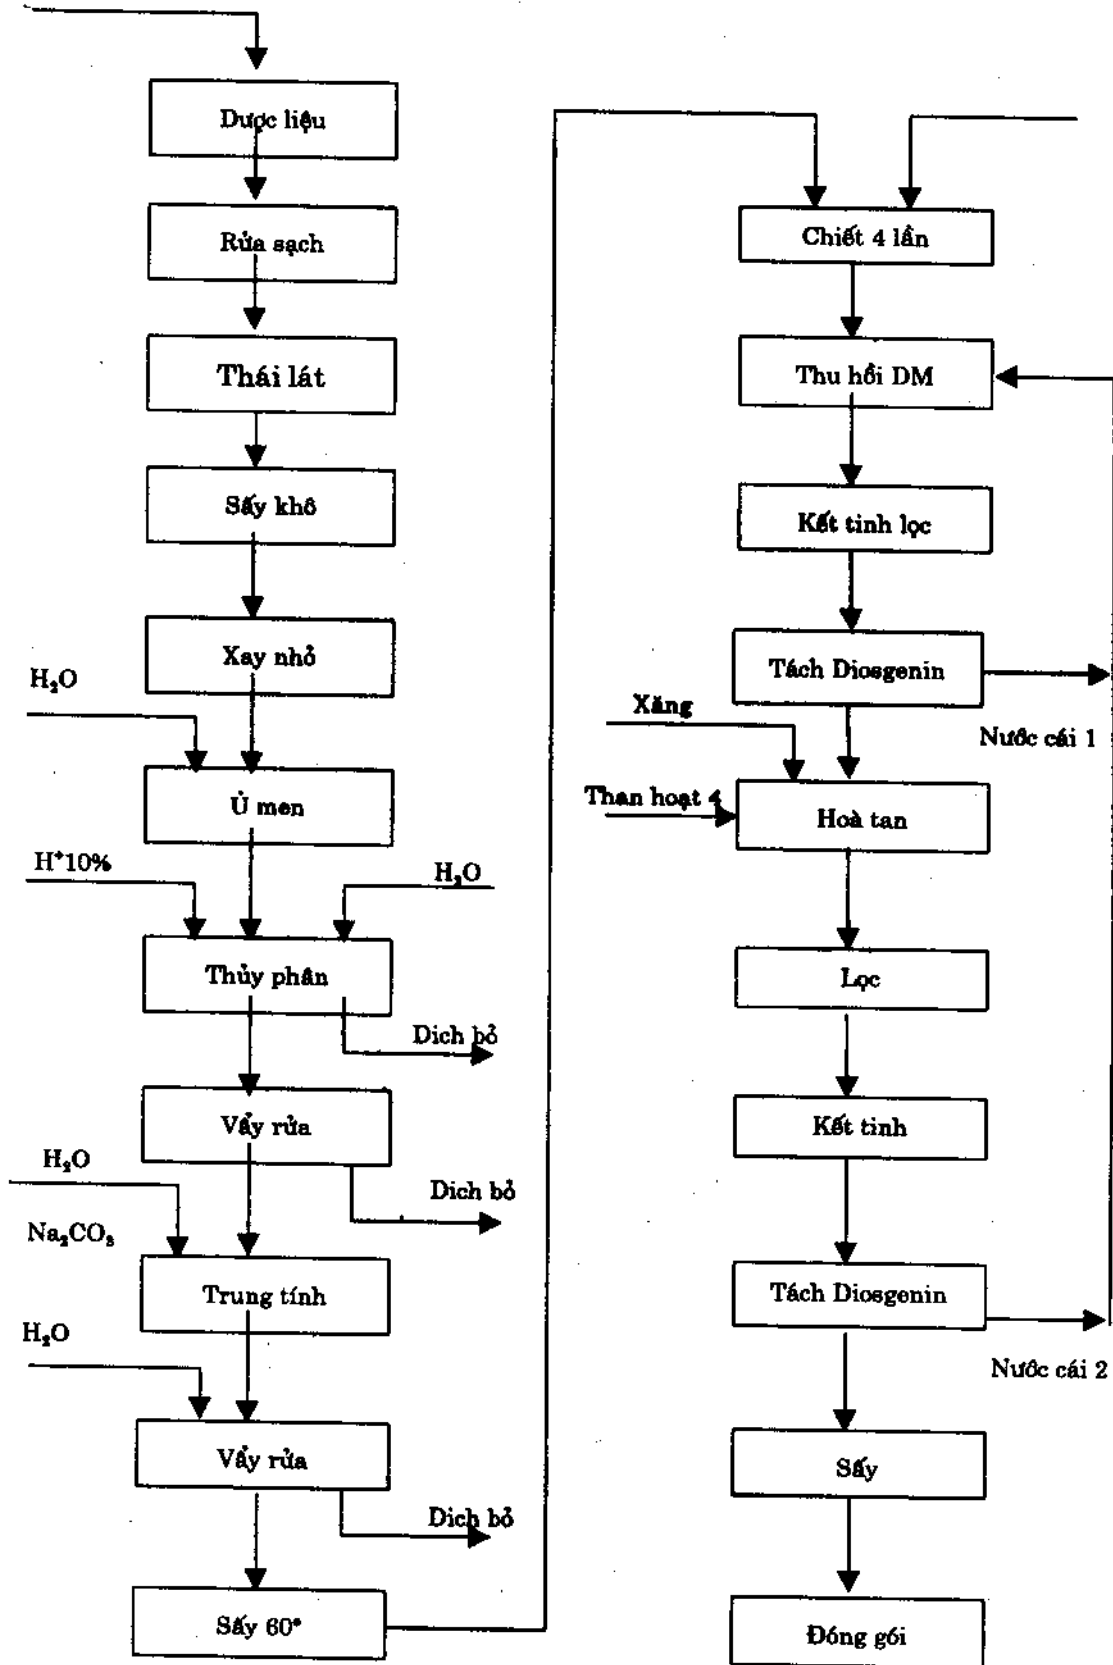 Dược liệu
Rửa sạch
Thái lát
Sấy khô
Xay nhỏ
H₂O
Ủ men
H⁺10%
H₂O
Thủy phân
Dich bỏ
Vẩy rửa
Dich bỏ
H₂O
Na₂CO₃
Trung tính
H₂O
Vẩy rửa
Dich bỏ
Sấy 60°
Chiết 4 lần
Thu hồi DM
Kết tinh lọc
Tách Diosgenin
Nước cái 1
Xăng
Than hoạt 4
Hoà tan
Lọc
Kết tinh
Tách Diosgenin
Nước cái 2
Sấy
Đóng gói